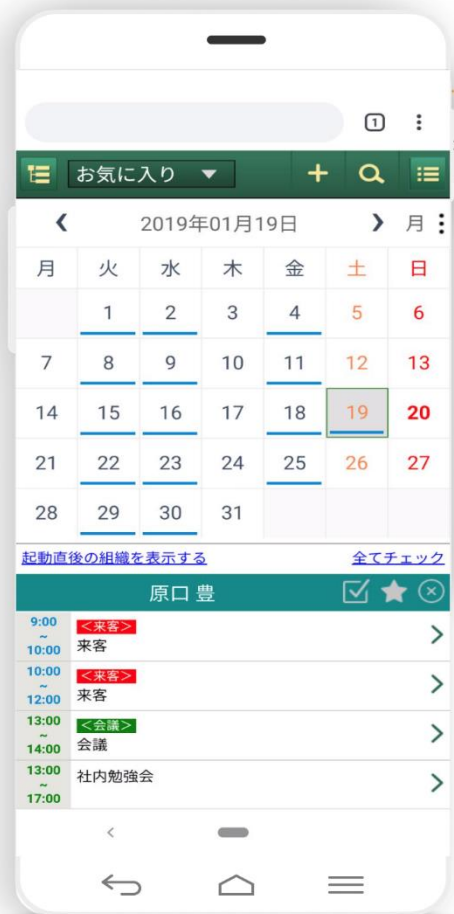 1
お気に入り
2019年01月19日 月
月 火 水 木 金 土 日
1 2 3 4 5 6
7 8 9 10 11 12 13
14 15 16 17 18 19 20
21 22 23 24 25 26 27
28 29 30 31
起動直後の組織を表示する 全てチェック
原口 豊
9:00 ~ 10:00
<来客>
来客
10:00 ~ 12:00
<来客>
来客
13:00 ~ 14:00
<会議>
会議
13:00 ~ 17:00
社内勉強会